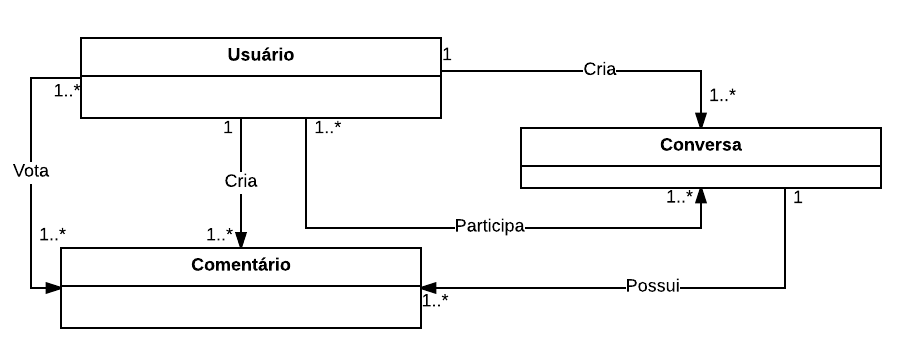 Usuário
1
Cria
1..*
1..*
1
1..*
Conversa
Vota
Cria
1..*
1
Participa
1..*
1..*
Comentário
Possui
1..*